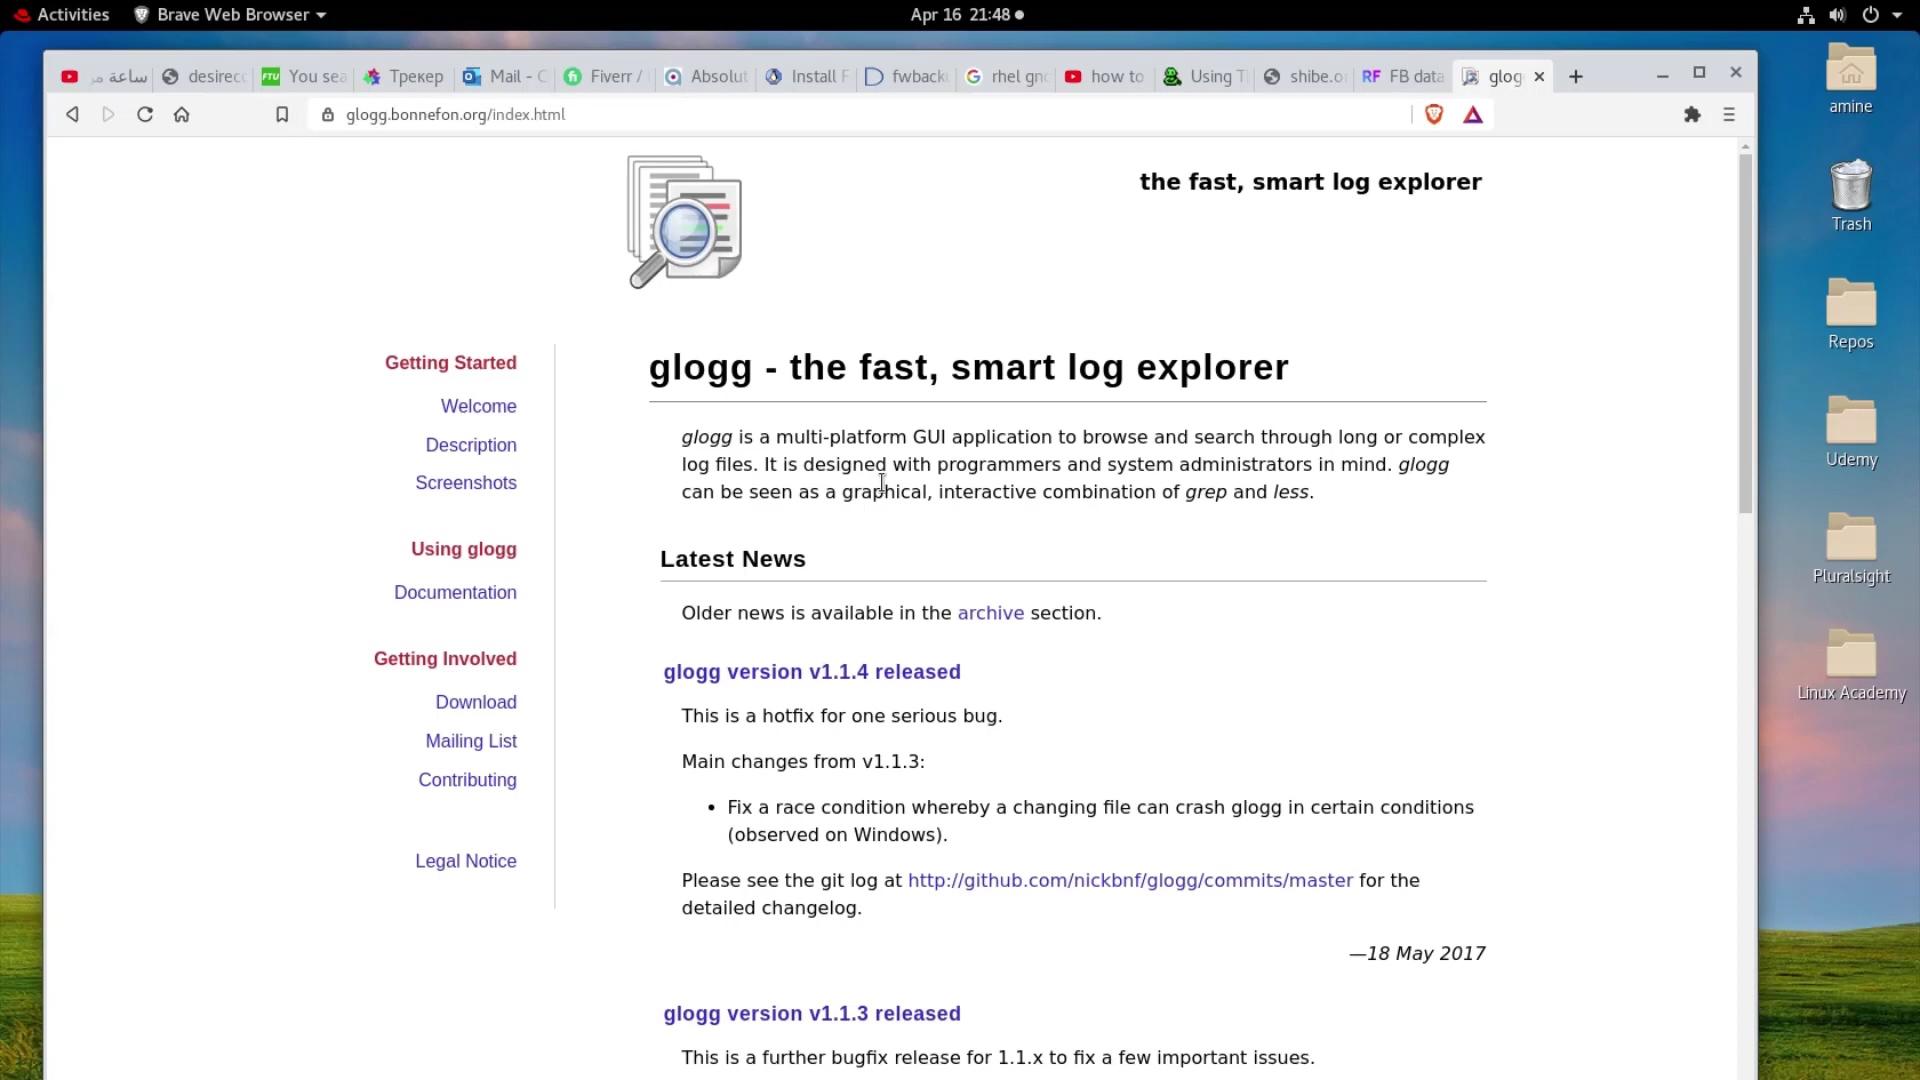 Activities
Brave Web Browser
Apr 16 21:48
ساعة مر
desirecc
You sea
Трекер
Mail - C
Fiverr /
Absolut
Install F
fwback
rhel gno
how to
Using T
shibe.o
RF FB data
glog
glogg.bonnefon.org/index.html
the fast, smart log explorer
Getting Started
Welcome
Description
Screenshots
Using glogg
Documentation
Getting Involved
Download
Mailing List
Contributing
Legal Notice
glogg - the fast, smart log explorer
glogg is a multi-platform GUI application to browse and search through long or complex
log files. It is designed with programmers and system administrators in mind. glogg
can be seen as a graphical, interactive combination of grep and less.
Latest News
Older news is available in the archive section.
glogg version v1.1.4 released
This is a hotfix for one serious bug.
Main changes from v1.1.3:
• Fix a race condition whereby a changing file can crash glogg in certain conditions
(observed on Windows).
Please see the git log at http://github.com/nickbnf/glogg/commits/master for the
detailed changelog.
—18 May 2017
glogg version v1.1.3 released
This is a further bugfix release for 1.1.x to fix a few important issues.
amine
Trash
Repos
Udemy
Pluralsight
Linux Academy